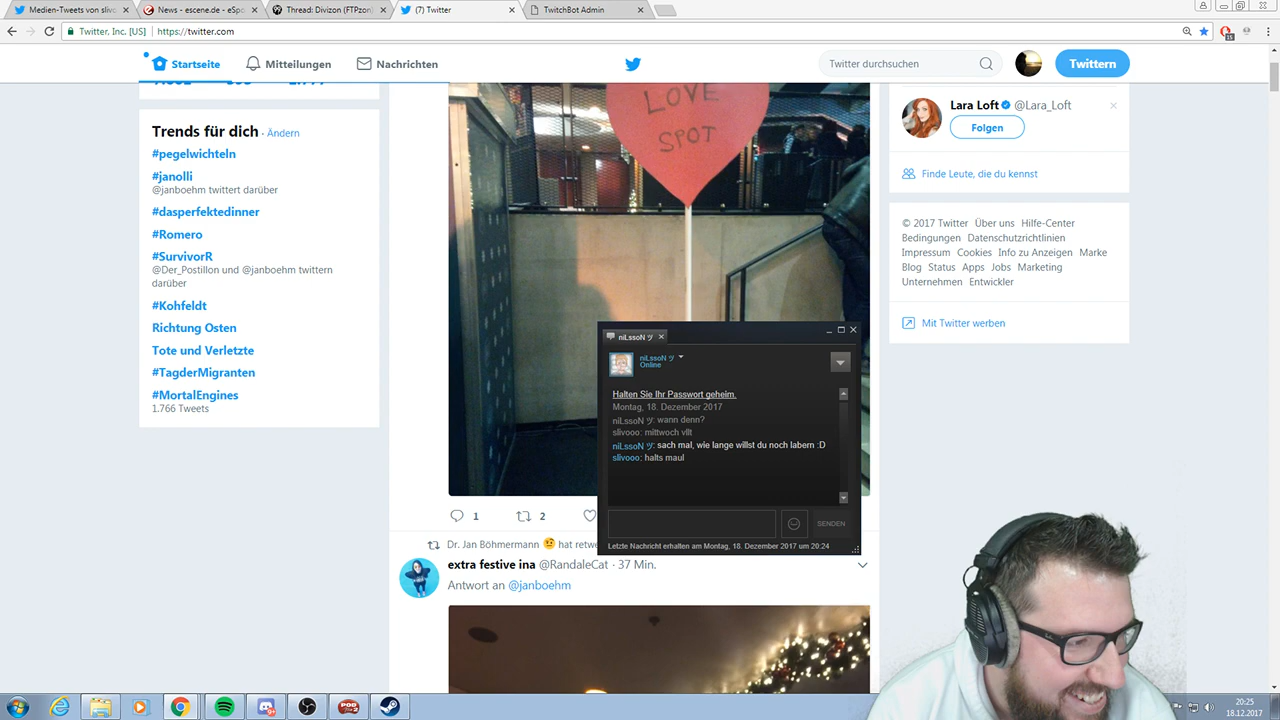 Medien-Tweets von slivo
News - escene.de - eSpo
Thread: Divizon (FTPzon)
(7) Twitter
TwitchBot Admin
Twitter, Inc. [US]
https://twitter.com
Startseite
Mitteilungen
Nachrichten
Twitter durchsuchen
Twittern
Trends für dich · Ändern
#pegelwichteln
#janolli
@janboehm twittert darüber
#dasperfektedinner
#Romero
#SurvivorR
@Der_Postillon und @janboehm twittern
darüber
#Kohfeldt
Richtung Osten
Tote und Verletzte
#TagderMigranten
#MortalEngines
1.766 Tweets
LOVE
SPOT
1
2
Dr. Jan Böhmermann 🤨 hat retwe
extra festive ina @RandaleCat · 37 Min.
Antwort an @janboehm
niLssoN ヅ
niLssoN ヅ
Online
Halten Sie Ihr Passwort geheim.
Montag, 18. Dezember 2017
niLssoN ヅ: wann denn?
slivooo: mittwoch vllt
niLssoN ヅ: sach mal, wie lange willst du noch labern :D
slivooo: halts maul
SENDEN
Letzte Nachricht erhalten am Montag, 18. Dezember 2017 um 20:24
Lara Loft @Lara_Loft
Folgen
Finde Leute, die du kennst
© 2017 Twitter Über uns Hilfe-Center
Bedingungen Datenschutzrichtlinien
Impressum Cookies Info zu Anzeigen Marke
Blog Status Apps Jobs Marketing
Unternehmen Entwickler
Mit Twitter werben
20:25
18.12.2017